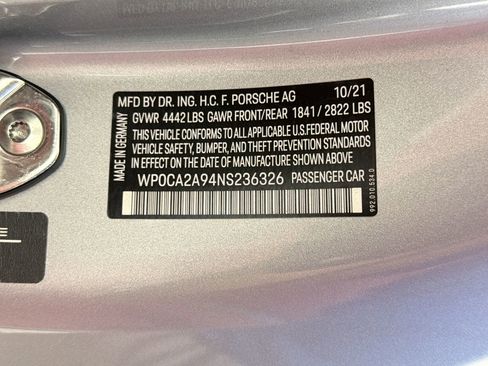 MFD BY DR. ING. H.C. F. PORSCHE AG 10/21
GVWR 4442LBS GAWR FRONT/REAR 1841 / 2822 LBS
THIS VEHICLE CONFORMS TO ALL APPLICABLE U.S.FEDERAL MOTOR
VEHICLE SAFETY, BUMPER, AND THEFT PREVENTION STANDARDS
IN EFFECT ON THE DATE OF MANUFACTURE SHOWN ABOVE.
WP0CA2A94NS236326 PASSENGER CAR
MADE IN GERMANY
992.010.534.0